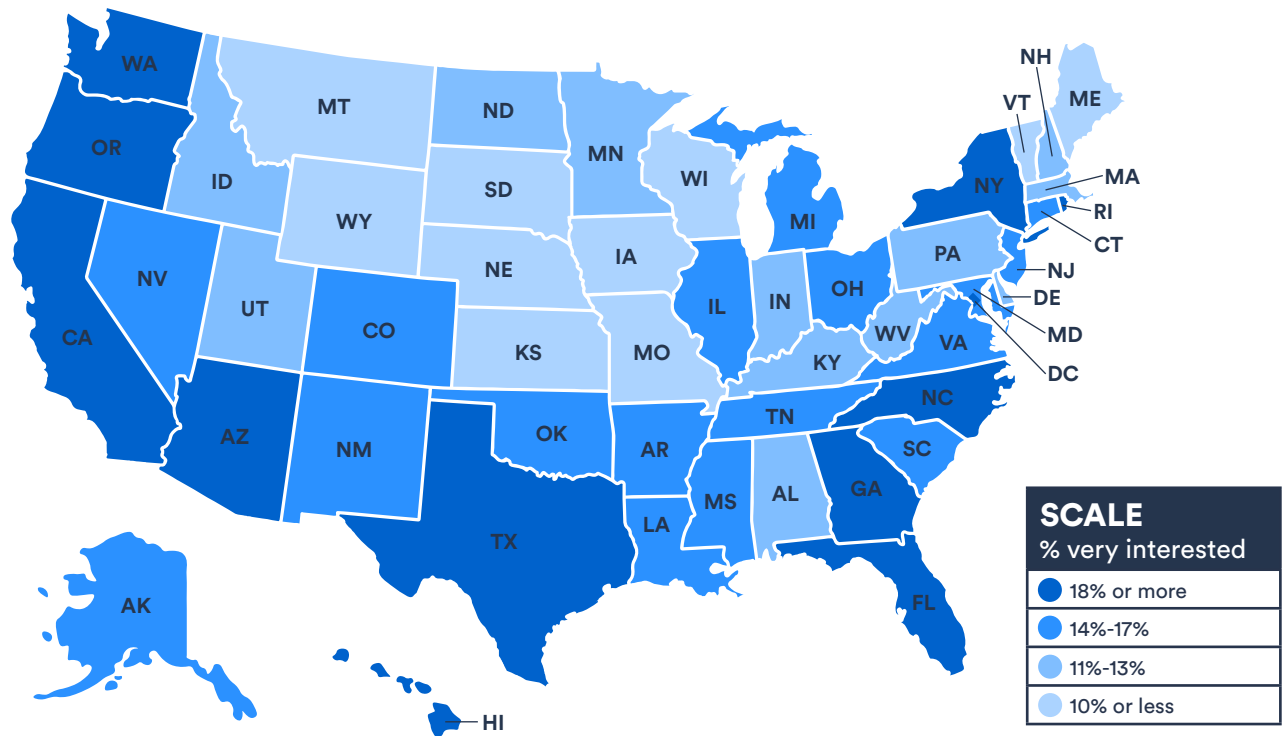 NH
WA
VT
ME
MT
ND
OR
MN
MA
ID
SD
WI
NY
RI
WY
MI
CT
IA
PA
NV
NE
NJ
UT
IL
IN
OH
DE
CO
WV
MD
CA
KS
MO
KY
VA
DC
NC
TN
AZ
OK
NM
AR
SC
MS
AL
GA
LA
TX
AK
FL
HI
SCALE
% very interested
18% or more
14%-17%
11%-13%
10% or less